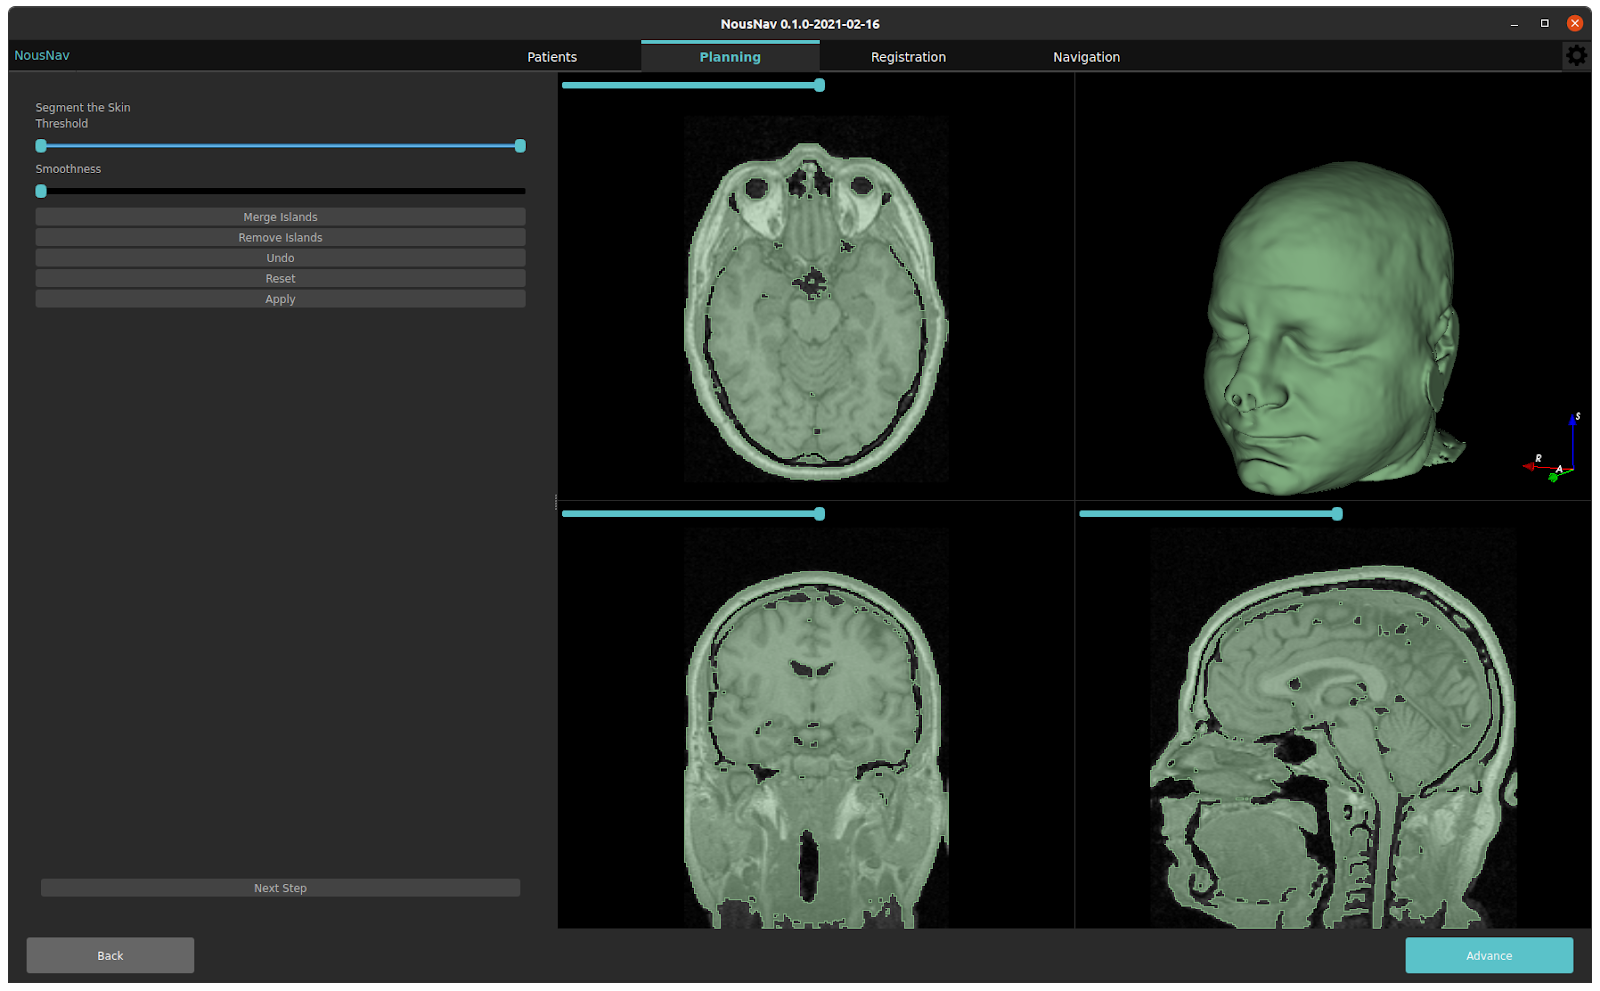 NousNav 0.1.0-2021-02-16
NousNav
Patients
Planning
Registration
Navigation
Segment the Skin
Threshold
Smoothness
Merge Islands
Remove Islands
Undo
Reset
Apply
S
R
A
Next Step
Back
Advance